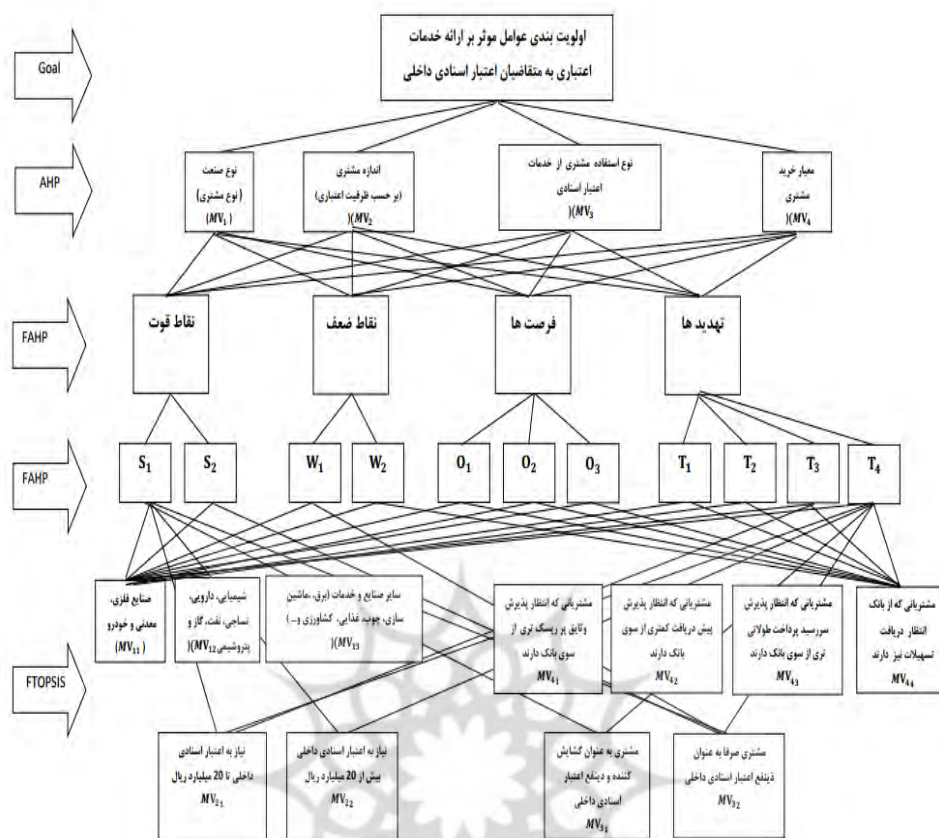 اولویت بندی عوامل موثر بر ارائه خدمات
اعتباری به متقاضیان اعتبار اسنادی داخلی
Goal
AHP
نوع صنعت
(نوع مشتری)
(MV₁)
اندازه مشتری
(بر حسب ظرفیت اعتباری)
)(MV₂
نوع استفاده مشتری از خدمات
اعتبار اسنادی
)(MV₃
معیار خرید
مشتری
)(MV₄
FAHP
نقاط قوت
نقاط ضعف
فرصت ها
تهدید ها
FAHP
S₁
S₂
W₁
W₂
O₁
O₂
O₃
T₁
T₂
T₃
T₄
FTOPSIS
صنایع فلزی،
معدنی و خودرو
(MV₁₁)
شیمیایی، دارویی،
نساجی، نفت، گاز و
پتروشیمی MV₁₂)(
سایر صنایع و خدمات (برق، ،ماشین
سازی، چوب، غذایی، کشاورزی و...)
)(MV₁₃
مشتریانی که انتظار پذیرش
وثایق پر ریسک تری از
سوی بانک دارند
MV₄₁
مشتریانی که انتظار پذیرش
پیش دریافت کمتری از سوی
بانک دارند
MV₄₂
مشتریانی که انتظار پذیرش
سررسید پرداخت طولانی
تری از سوی بانک دارند
MV₄₃
مشتریانی که از بانک
انتظار دریافت
تسهیلات نیز دارند
MV₄₄
نیاز به اعتبار اسنادی
داخلی تا 20 میلیارد ریال
MV₂₁
نیاز به اعتبار اسنادی داخلی
بیش از 20 میلیارد ریال
MV₂₂
مشتری به عنوان گشایش
کننده و ذینفع اعتبار
اسنادی داخلی
MV₃₁
مشتری صرفا به عنوان
ذینفع اعتبار اسنادی داخلی
MV₃₂